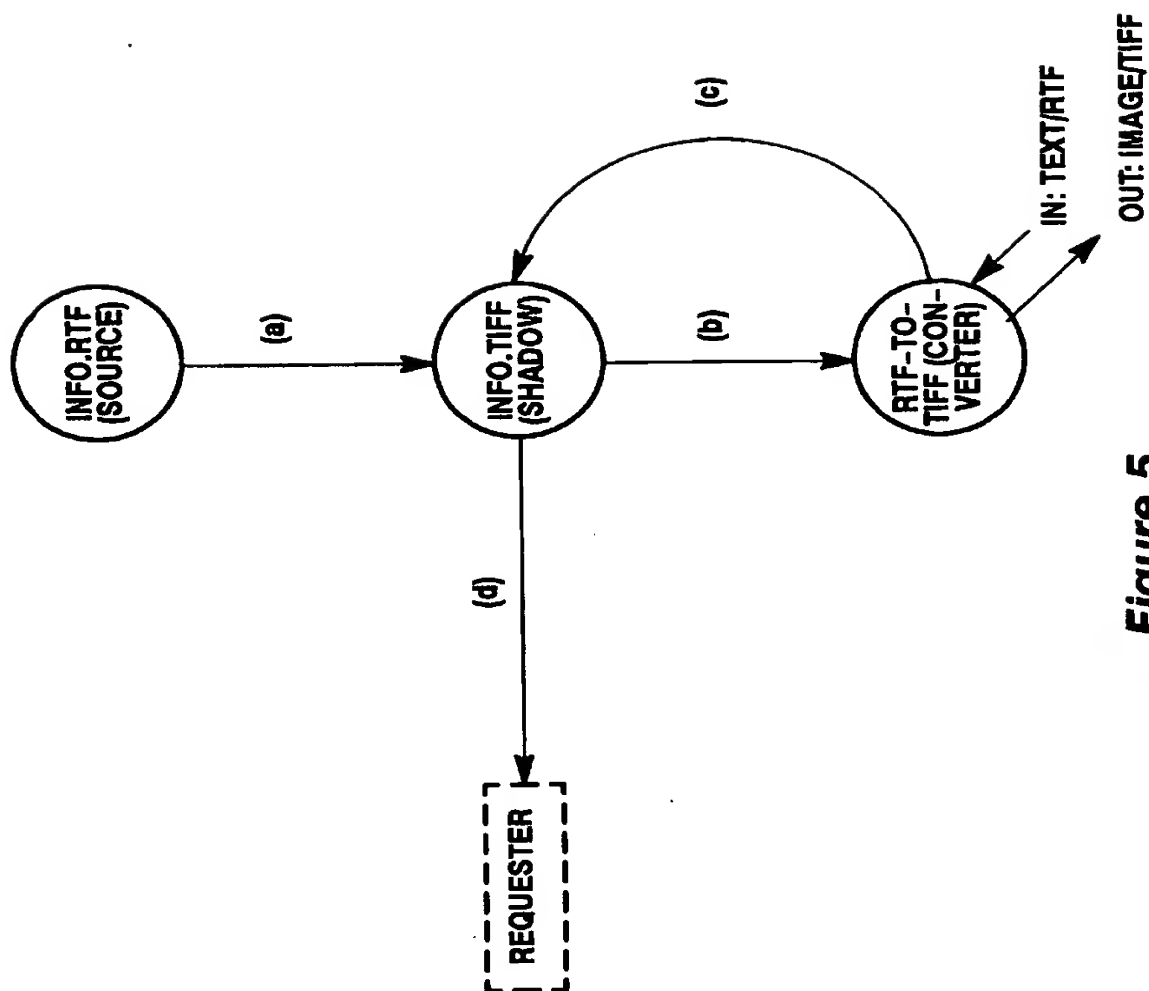 INFO.RTF
(SOURCE)
(a)
INFO.TIFF
(SHADOW)
(b)
(c)
(d)
REQUESTER
RTF-TO-
TIFF (CON-
VERTER)
IN: TEXT/RTF
OUT: IMAGE/TIFF
Figure 5